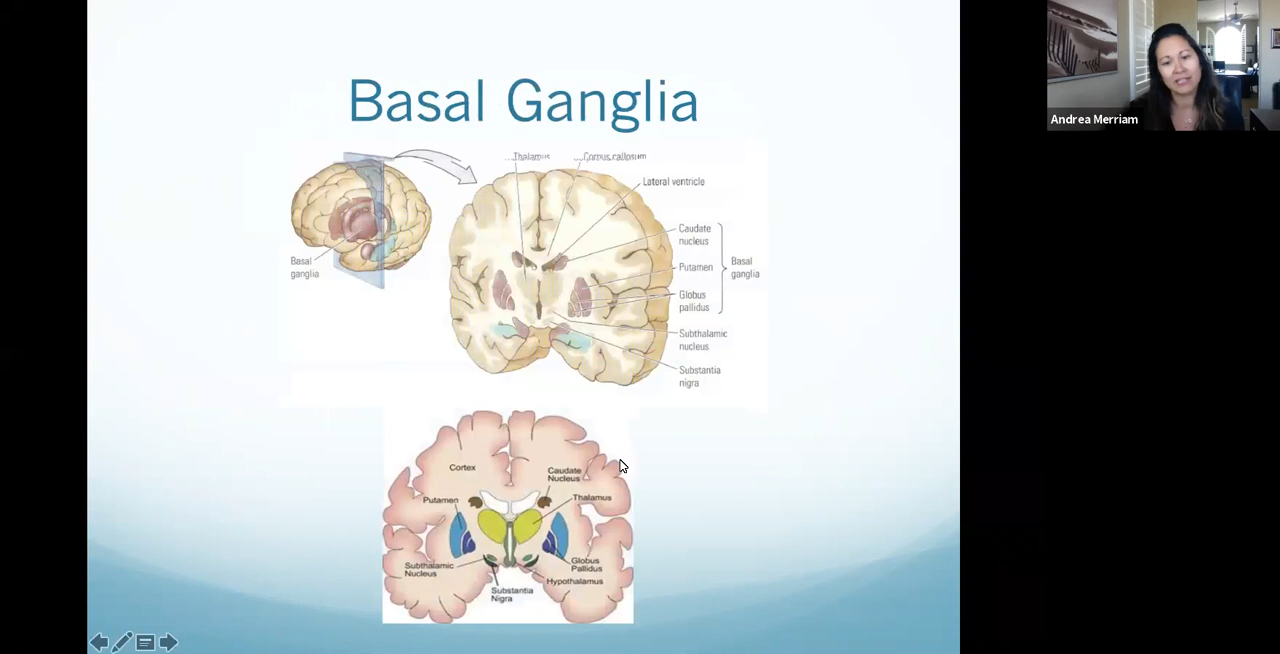 Basal Ganglia
Thalamus
Corpus callosum
Lateral ventricle
Caudate
nucleus
Putamen
Globus
pallidus
Basal
ganglia
Subthalamic
nucleus
Substantia
nigra
Basal
ganglia
Cortex
Caudate
Nucleus
Putamen
Thalamus
Subthalamic
Nucleus
Globus
Pallidus
Hypothalamus
Substantia
Nigra
Andrea Merriam